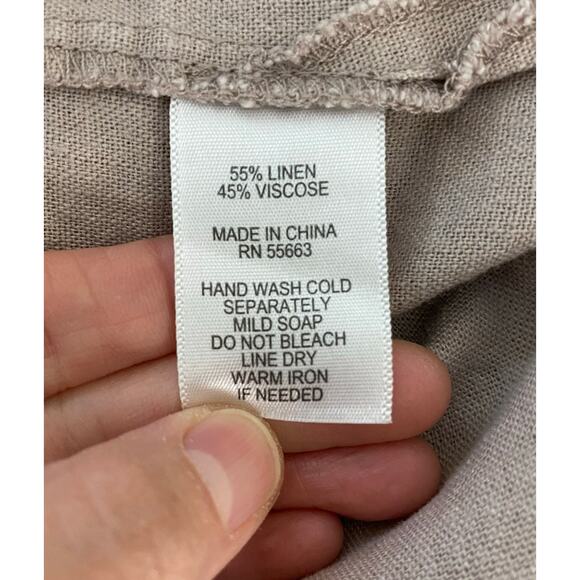 55% LINEN
45% VISCOSE
MADE IN CHINA
RN 55663
HAND WASH COLD
SEPARATELY
MILD SOAP
DO NOT BLEACH
LINE DRY
WARM IRON
IF NEEDED